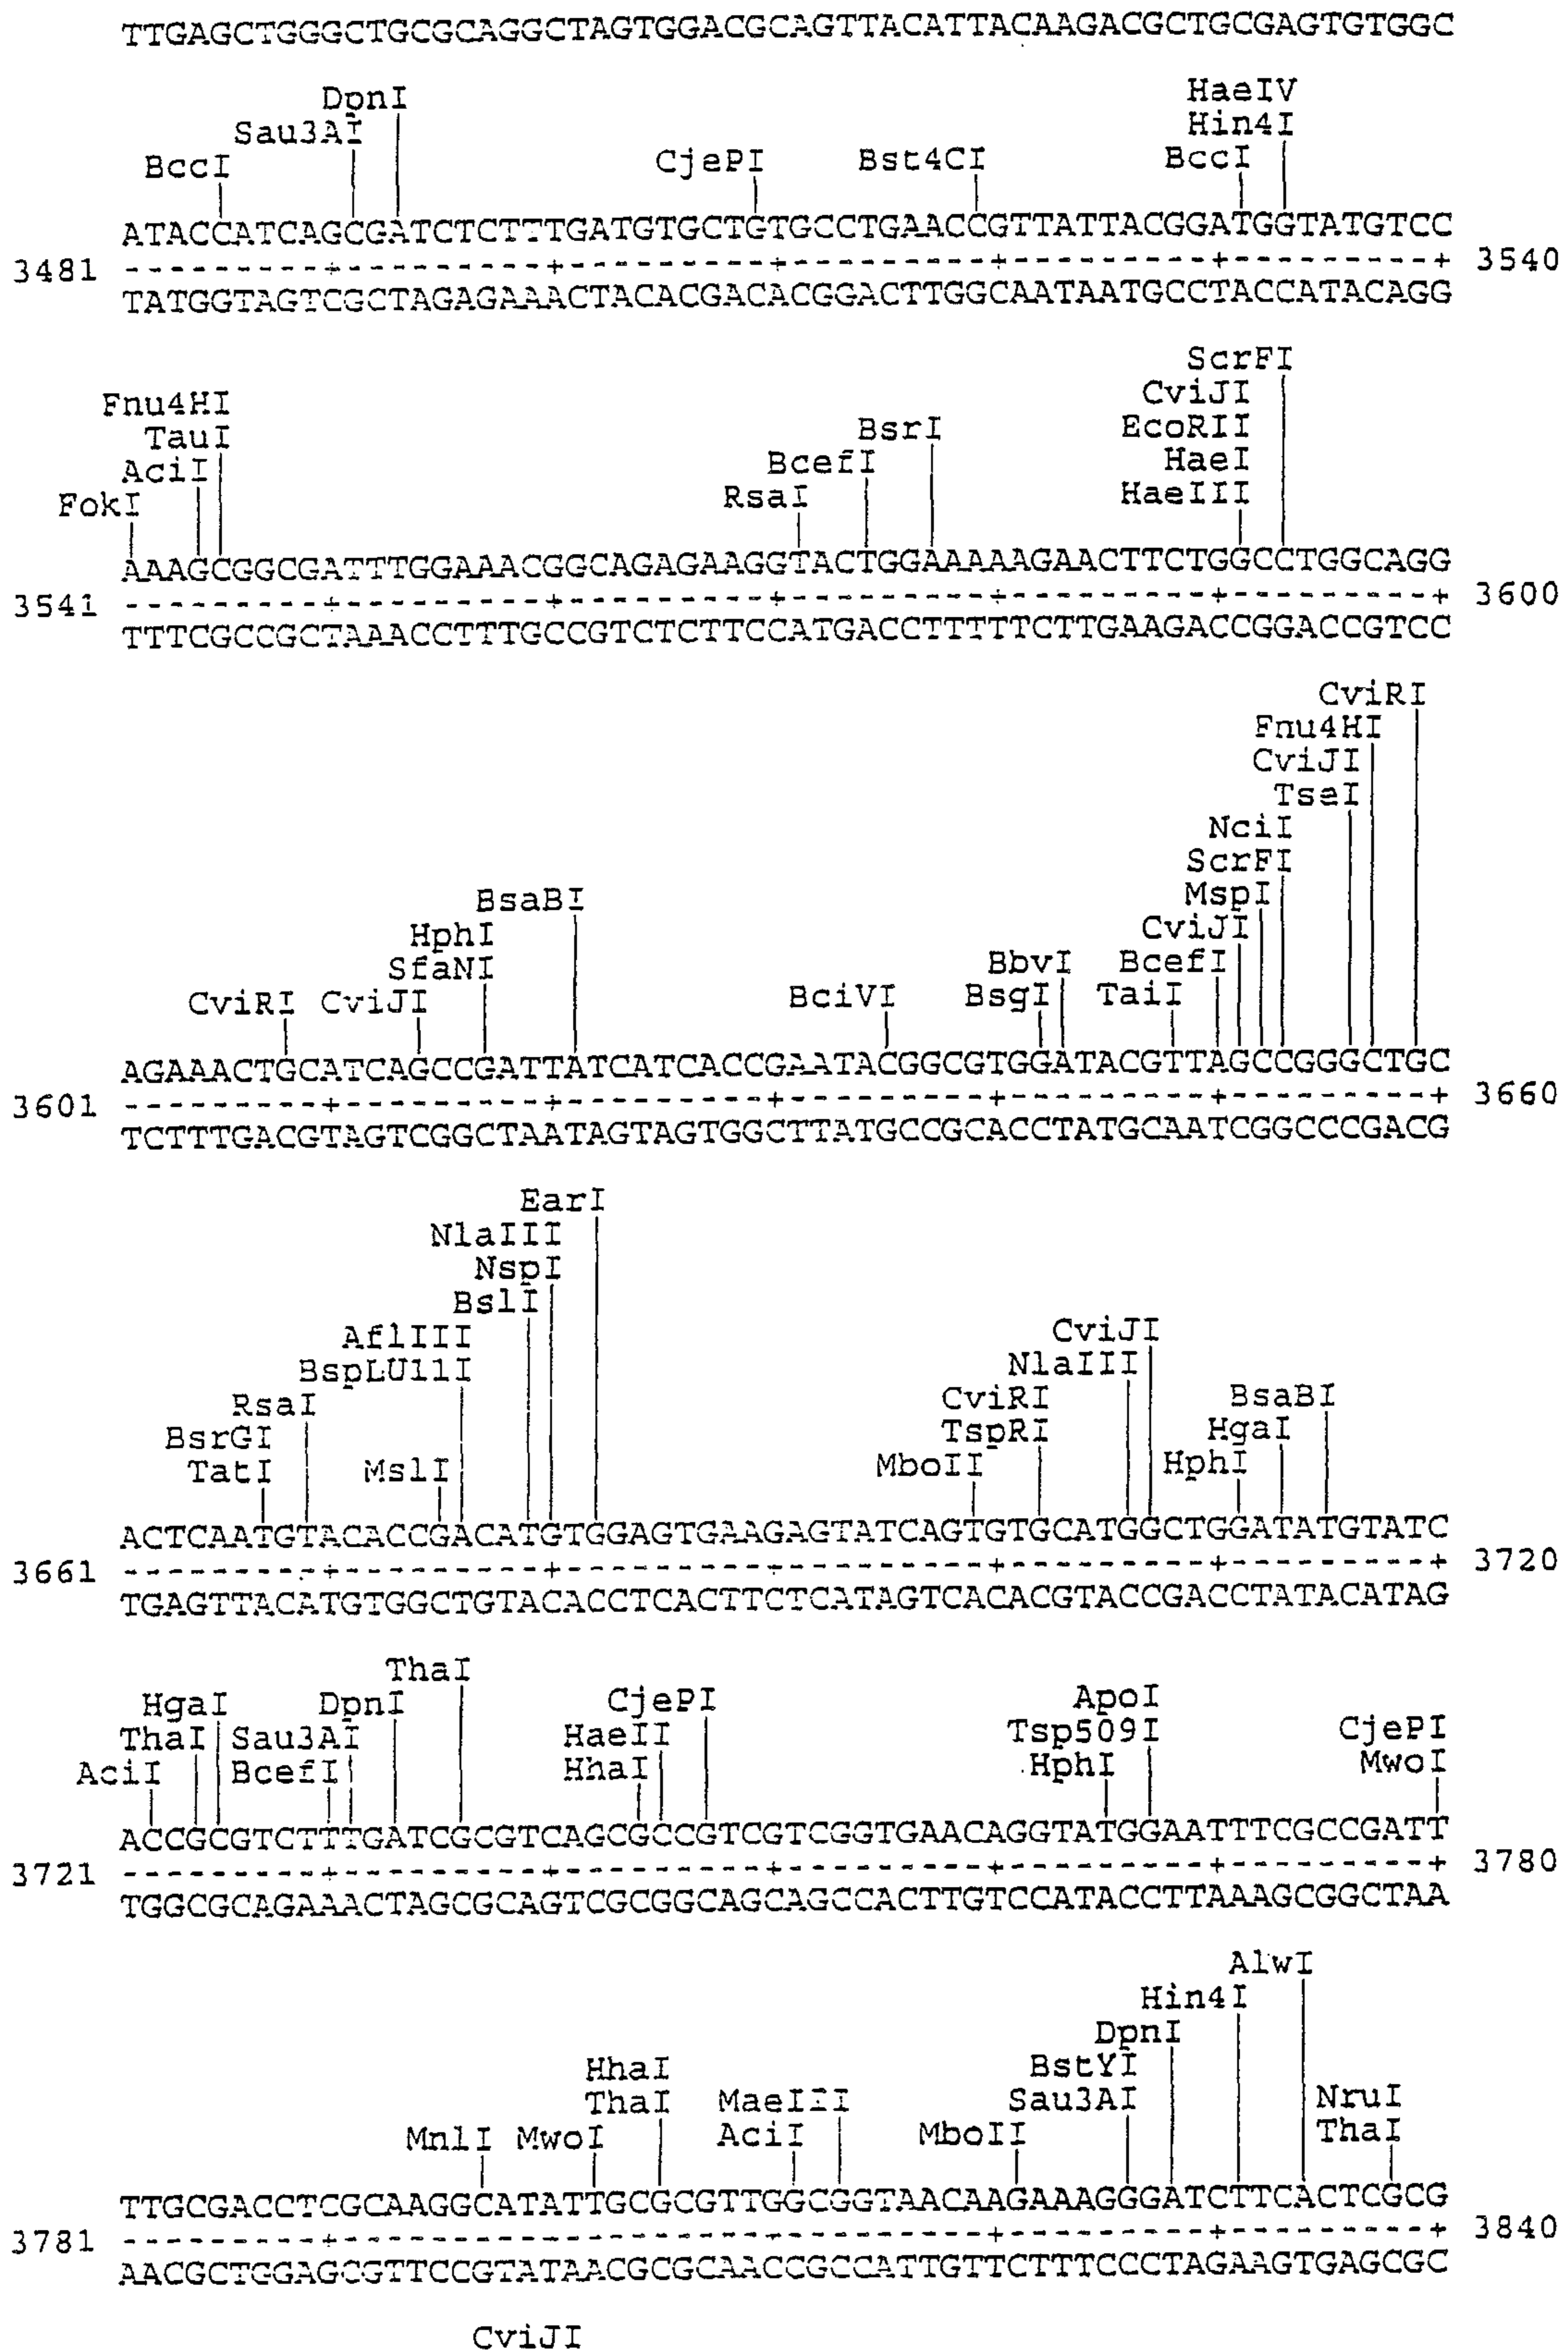 TTGAGCTGGGCTGCGCAGGCTAGTGGACGCAGTTACATTACAAGACGCTGCGAGTGTGGC
DpnI HaeIV
Sau3AI Hin4I
BccI CjePI Bst4CI BccI
ATACCATCAGCGATCTCTTTGATGTGCTGTGCCTGAACCGTTATTACGGATGGTATGTCC
3481 ---------+---------+---------+---------+---------+---------+ 3540
TATGGTAGTCGCTAGAGAAACTACACGACACGGACTTGGCAATAATGCCTACCATACAGG
ScrFI
Fnu4HI CviJI
TauI BsrI EcoRII
AciI BcefI HaeI
FokI RsaI HaeIII
AAAGCGGCGATTTGGAAACGGCAGAGAAGGTACTGGAAAAAGAACTTCTGGCCTGGCAGG
3541 ---------+---------+---------+---------+---------+---------+ 3600
TTTCGCCGCTAAACCTTTGCCGTCTCTTCCATGACCTTTTTCTTGAAGACCGGACCGTCC
CviRI
Fnu4HI
CviJI
TseI
NciI
ScrFI
BsaBI MspI
HphI CviJI
SfaNI BbvI BcefI
CviRI CviJI BciVI BsgI TaiI
AGAAACTGCATCAGCCGATTATCATCACCGAATACGGCGTGGATACGTTAGCCGGGCTGC
3601 ---------+---------+---------+---------+---------+---------+ 3660
TCTTTGACGTAGTCGGCTAATAGTAGTGGCTTATGCCGCACCTATGCAATCGGCCCGACG
EarI
NlaIII
NspI
BslI
AflIII CviJI
BspLU11I NlaIII
RsaI CviRI BsaBI
BsrGI TspRI HgaI
TatI MslI MboII HphI
ACTCAATGTACACCGACATGTGGAGTGAAGAGTATCAGTGTGCATGGCTGGATATGTATC
3661 ---------+---------+---------+---------+---------+---------+ 3720
TGAGTTACATGTGGCTGTACACCTCACTTCTCATAGTCACACGTACCGACCTATACATAG
ThaI
HgaI DpnI CjePI ApoI
ThaI Sau3AI HaeII Tsp509I CjePI
AciI BcefI HhaI HphI MwoI
ACCGCGTCTTTGATCGCGTCAGCGCCGTCGTCGGTGAACAGGTATGGAATTTCGCCGATT
3721 ---------+---------+---------+---------+---------+---------+ 3780
TGGCGCAGAAACTAGCGCAGTCGCGGCAGCAGCCACTTGTCCATACCTTAAAGCGGCTAA
AlwI
Hin4I
DpnI
HhaI BstYI
ThaI MaeIII Sau3AI NruI
MnlI MwoI AciI MboII ThaI
TTGCGACCTCGCAAGGCATATTGCGCGTTGGCGGTAACAAGAAAGGGATCTTCACTCGCG
3781 ---------+---------+---------+---------+---------+---------+ 3840
AACGCTGGAGCGTTCCGTATAACGCGCAACCGCCATTGTTCTTTCCCTAGAAGTGAGCGC
CviJI